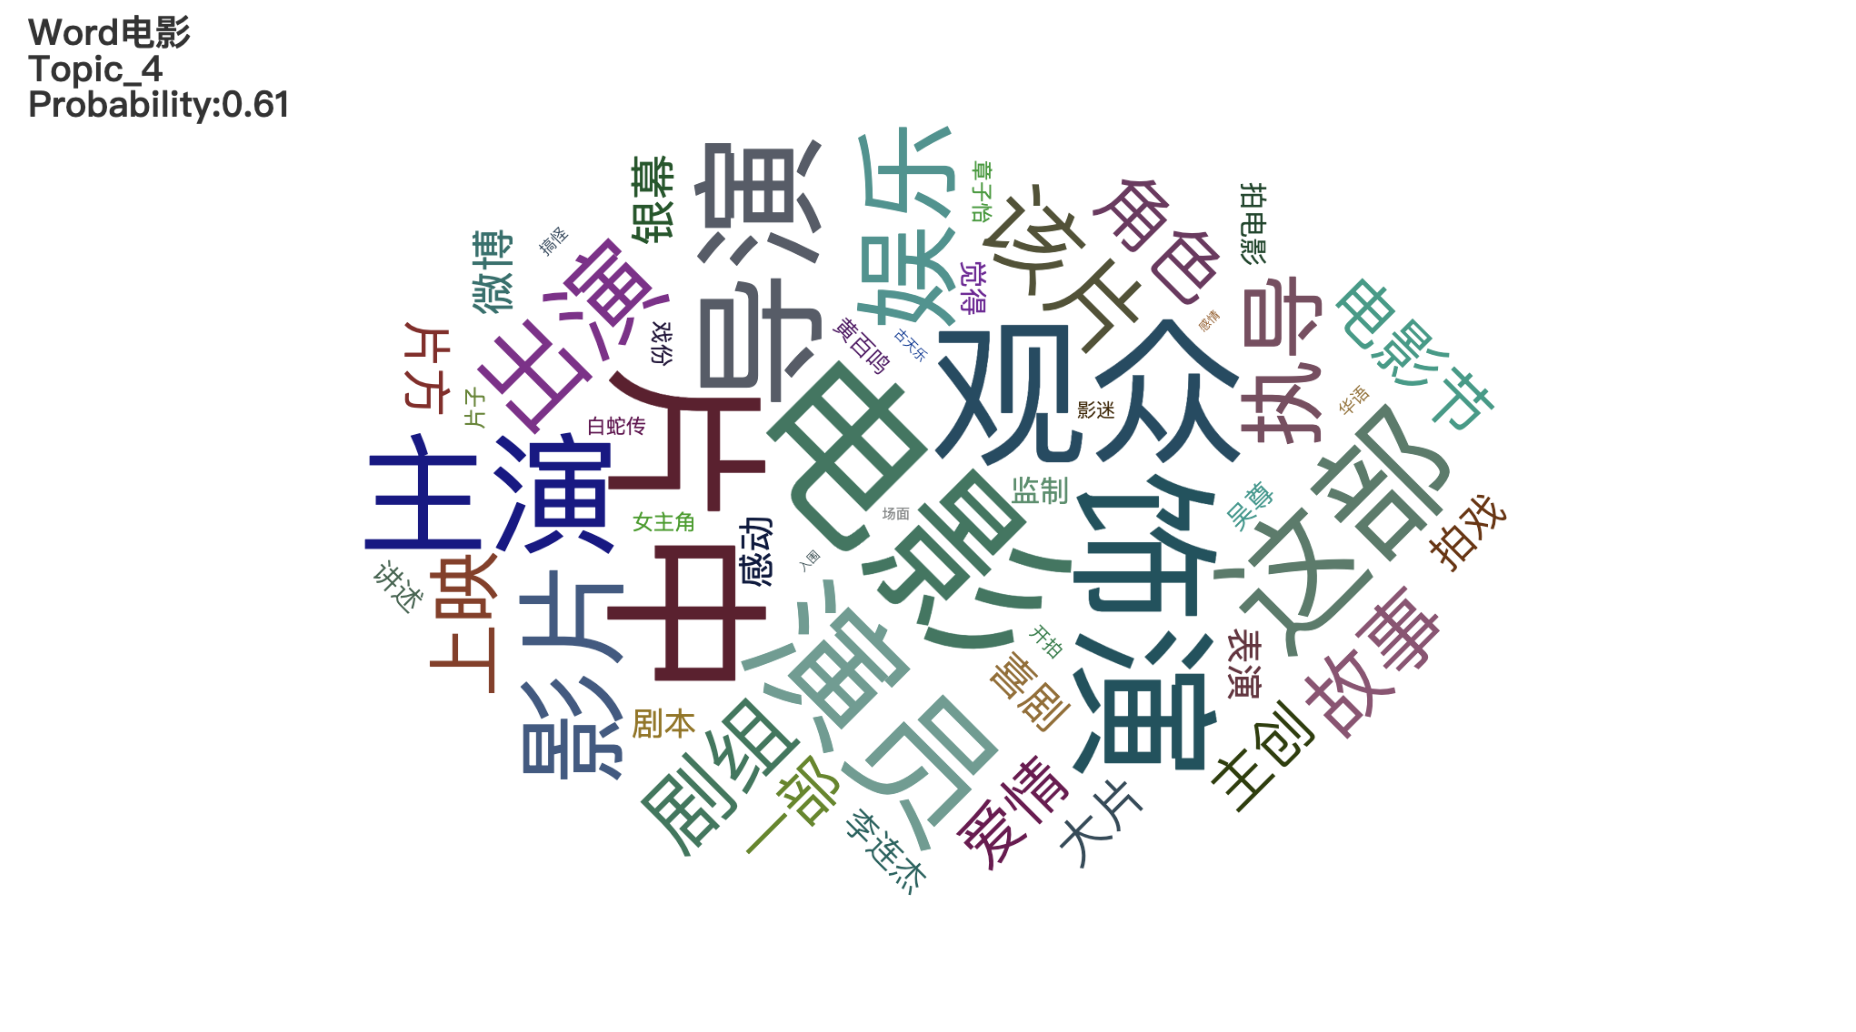 Word电影
Topic_4
Probability:0.61
银幕
导演
娱乐
章子怡
该片
角色
拍电影
微博
搞怪
出演
戏份
觉得
黄百鸣
古天乐
感情
执导
电影节
片方
片子
白蛇传
片中
电影
观众
影迷
华语
这部
主演
女主角
感动
场面
监制
饰演
吴尊
拍戏
讲述
上映
影片
入围
演员
开拍
喜剧
表演
故事
剧本
剧组
一部
李连杰
爱情
大片
主创